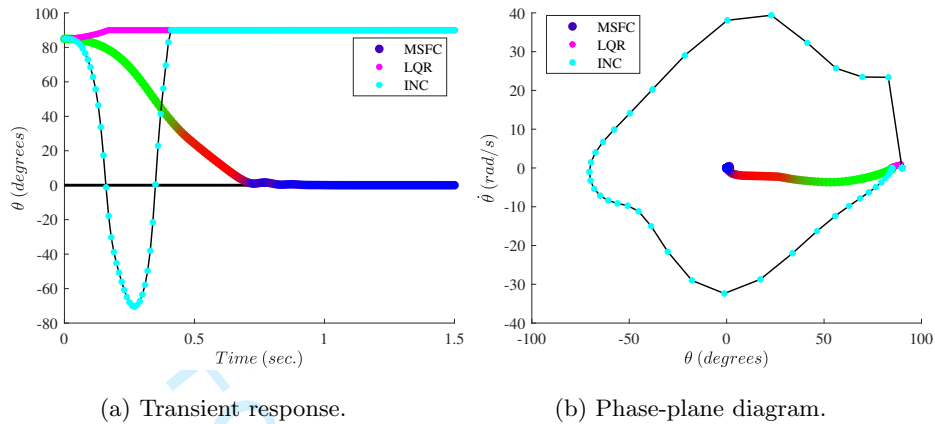 100
80
60
40
20
0
-20
-40
-60
-80
θ (degrees)
0
0.5
1
1.5
Time (sec.)
MSFC
LQR
INC
(a) Transient response.
40
30
20
10
0
-10
-20
-30
-40
θ̇ (rad/s)
-100
-50
0
50
100
θ (degrees)
MSFC
LQR
INC
(b) Phase-plane diagram.